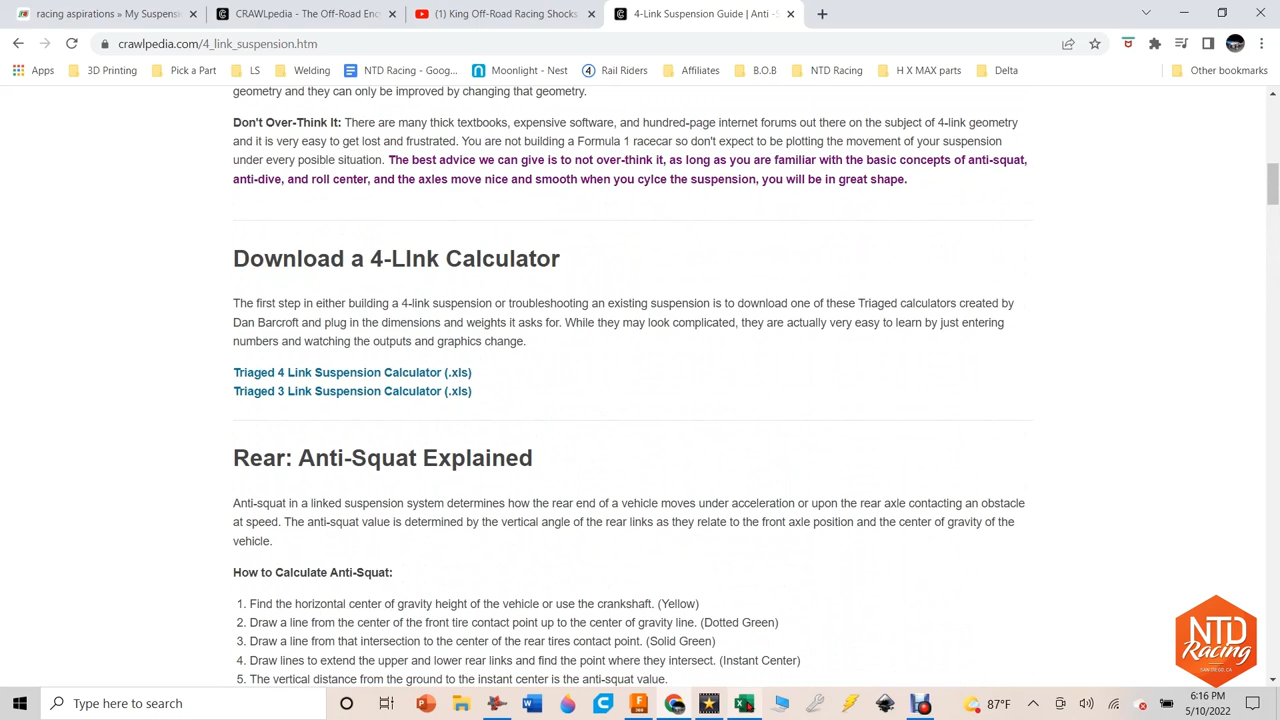 racing aspirations • My Suspensi
CRAWLpedia - The Off-Road Enc
(1) King Off-Road Racing Shocks
4-Link Suspension Guide | Anti -S
crawlpedia.com/4_link_suspension.htm
Apps
3D Printing
Pick a Part
LS
Welding
NTD Racing - Goog...
Moonlight - Nest
Rail Riders
Affiliates
B.O.B
NTD Racing
H X MAX parts
Delta
Other bookmarks
geometry and they can only be improved by changing that geometry.
Don't Over-Think It: There are many thick textbooks, expensive software, and hundred-page internet forums out there on the subject of 4-link geometry
and it is very easy to get lost and frustrated. You are not building a Formula 1 racecar so don't expect to be plotting the movement of your suspension
under every posible situation. The best advice we can give is to not over-think it, as long as you are familiar with the basic concepts of anti-squat,
anti-dive, and roll center, and the axles move nice and smooth when you cylce the suspension, you will be in great shape.
Download a 4-LInk Calculator
The first step in either building a 4-link suspension or troubleshooting an existing suspension is to download one of these Triaged calculators created by
Dan Barcroft and plug in the dimensions and weights it asks for. While they may look complicated, they are actually very easy to learn by just entering
numbers and watching the outputs and graphics change.
Triaged 4 Link Suspension Calculator (.xls)
Triaged 3 Link Suspension Calculator (.xls)
Rear: Anti-Squat Explained
Anti-squat in a linked suspension system determines how the rear end of a vehicle moves under acceleration or upon the rear axle contacting an obstacle
at speed. The anti-squat value is determined by the vertical angle of the rear links as they relate to the front axle position and the center of gravity of the
vehicle.
How to Calculate Anti-Squat:
1. Find the horizontal center of gravity height of the vehicle or use the crankshaft. (Yellow)
2. Draw a line from the center of the front tire contact point up to the center of gravity line. (Dotted Green)
3. Draw a line from that intersection to the center of the rear tires contact point. (Solid Green)
4. Draw lines to extend the upper and lower rear links and find the point where they intersect. (Instant Center)
5. The vertical distance from the ground to the instant center is the anti-squat value.
NTD
Racing
SAN DIEGO, CA
Type here to search
87°F
6:16 PM
5/10/2022